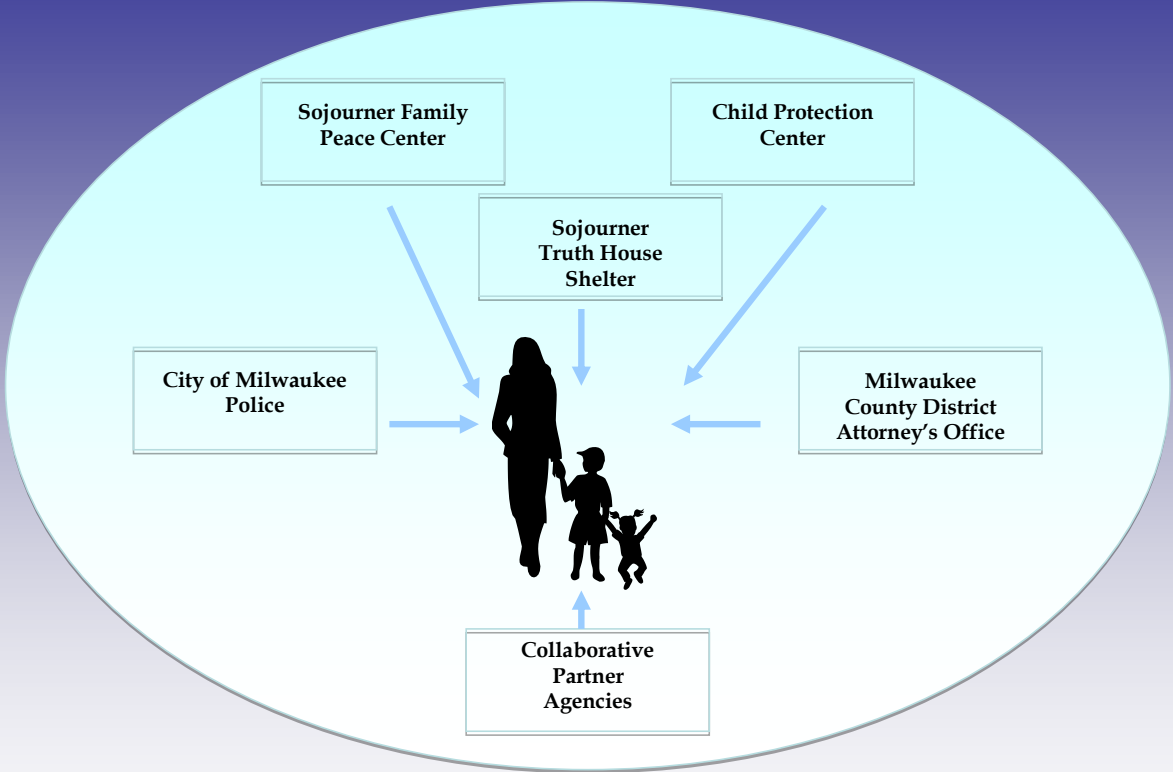 Sojourner Family
Peace Center
Child Protection
Center
Sojourner
Truth House
Shelter
City of Milwaukee
Police
Milwaukee
County District
Attorney’s Office
Collaborative
Partner
Agencies